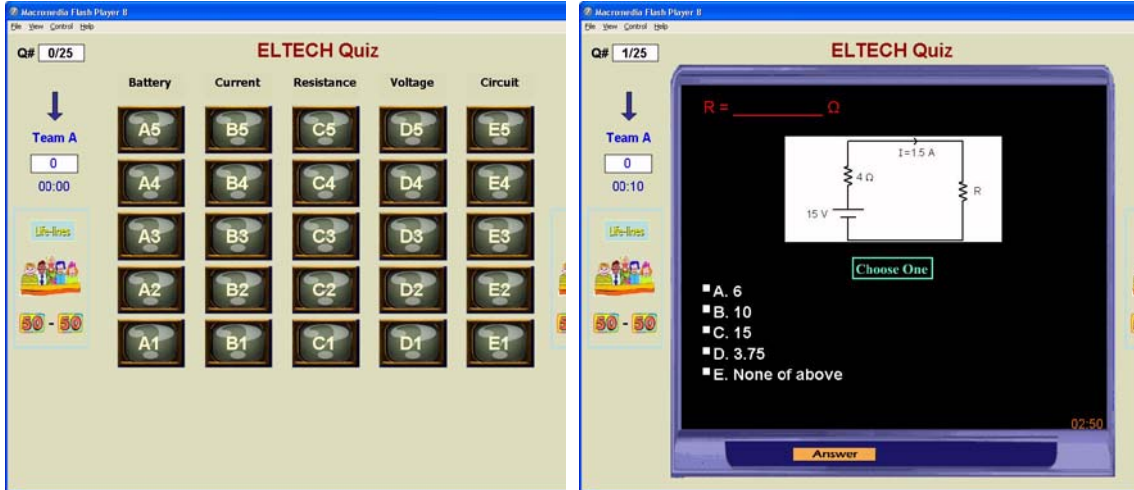 Macromedia Flash Player 8
File View Control Help
Q# 0/25
ELTECH Quiz
Battery Current Resistance Voltage Circuit
Team A
0
00:00
Life-lines
50 - 50
A5 B5 C5 D5 E5
A4 B4 C4 D4 E4
A3 B3 C3 D3 E3
A2 B2 C2 D2 E2
A1 B1 C1 D1 E1
Macromedia Flash Player 8
File View Control Help
Q# 1/25
ELTECH Quiz
Team A
0
00:10
Life-lines
50 - 50
R = __________ Ω
I=1.5 A
4 Ω
R
15 V
Choose One
A. 6
B. 10
C. 15
D. 3.75
E. None of above
02:50
Answer